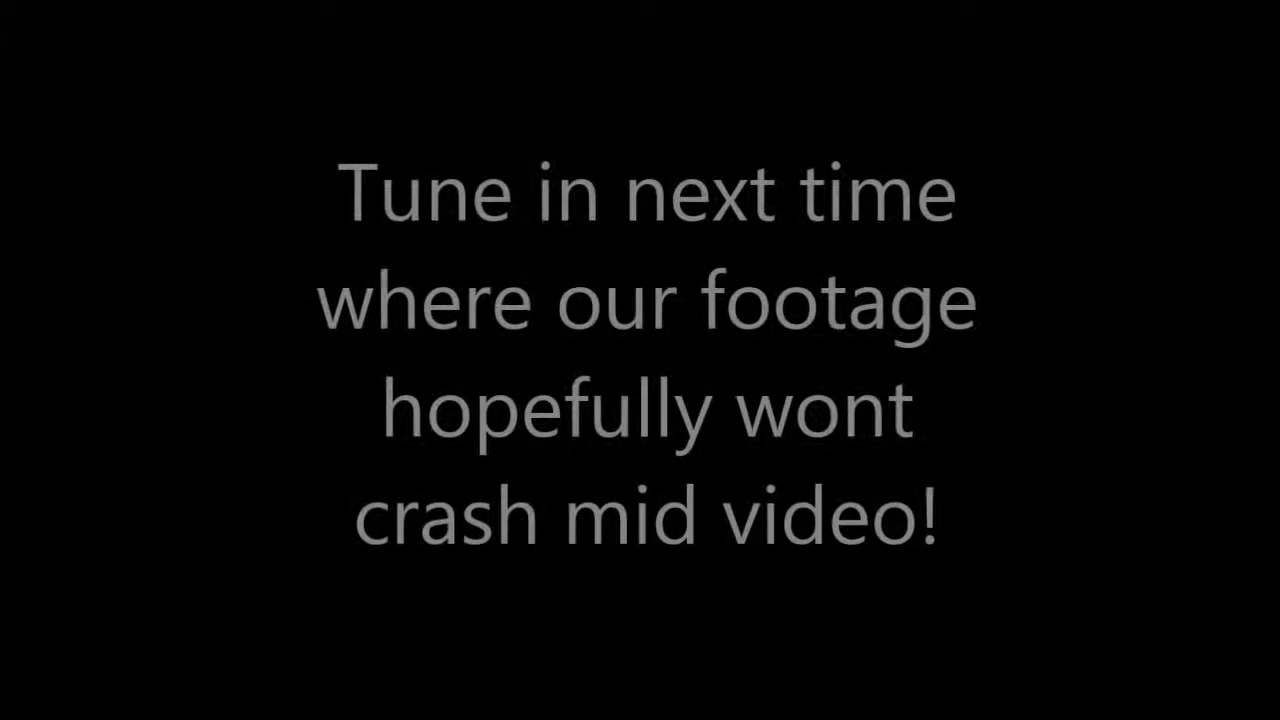 Tune in next time
where our footage
hopefully wont
crash mid video!